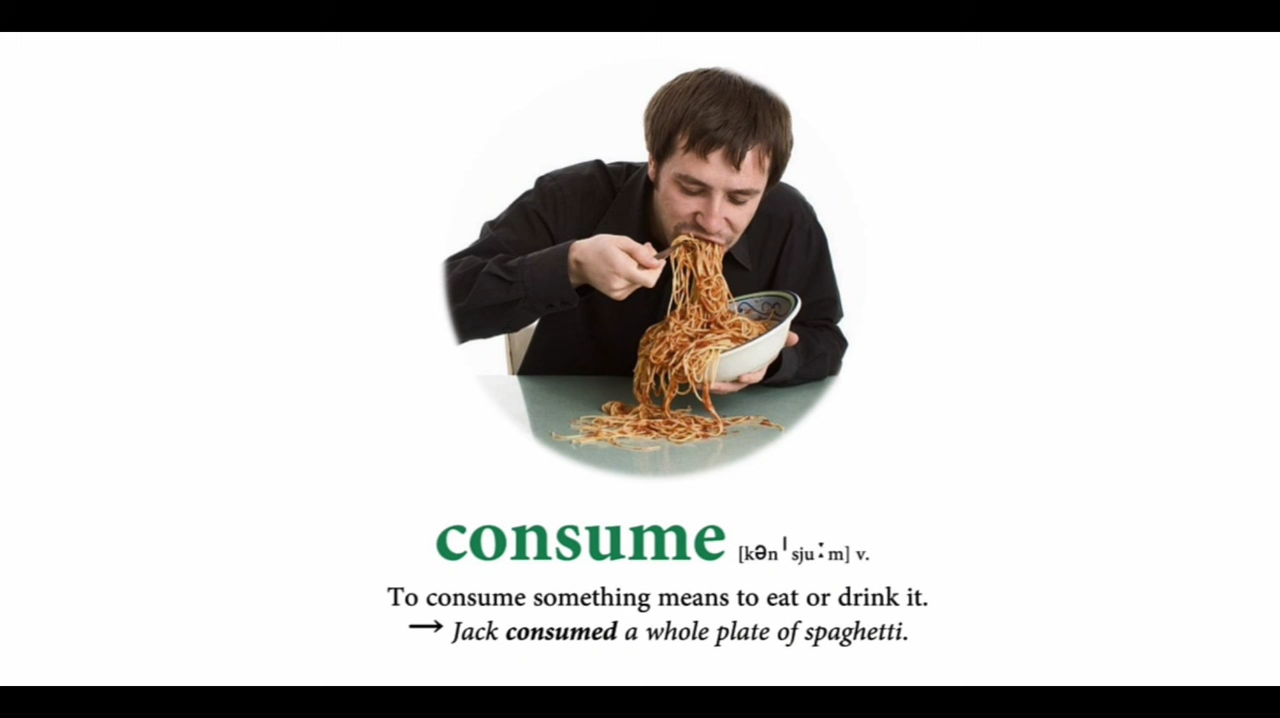 consume [kənˈsjuːm] v.
To consume something means to eat or drink it.
→ Jack consumed a whole plate of spaghetti.